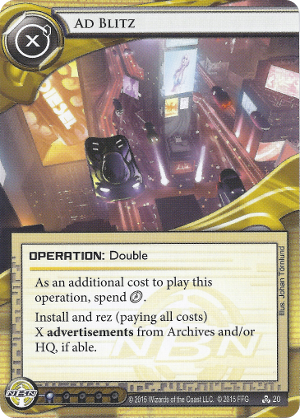 X
AD BLITZ
OPERATION: Double
As an additional cost to play this
operation, spend
Install and rez (paying all costs)
X advertisements from Archives and/or
HQ, if able.
Illus. Johan Törnlund
NBN
NBN
© 2015 Wizards of the Coast LLC. © 2015 FFG
20